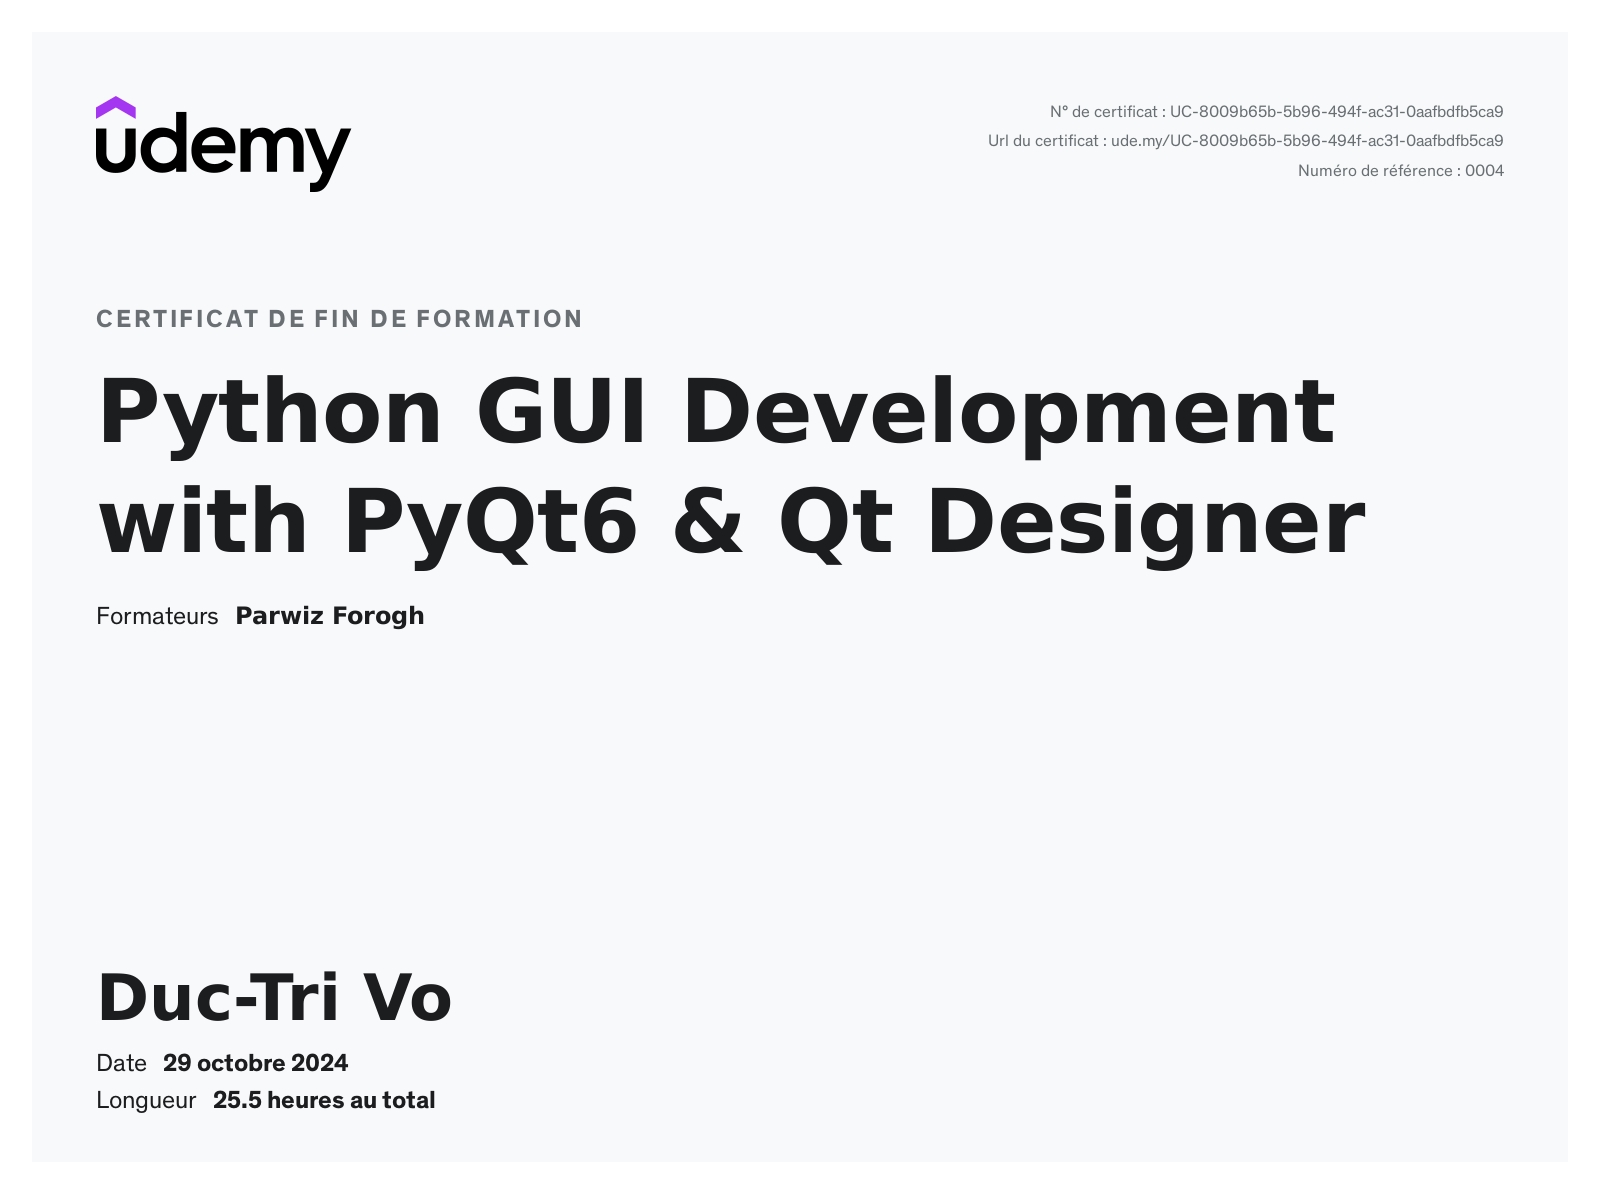 udemy
N° de certificat : UC-8009b65b-5b96-494f-ac31-0aafbdfb5ca9
Url du certificat : ude.my/UC-8009b65b-5b96-494f-ac31-0aafbdfb5ca9
Numéro de référence : 0004
CERTIFICAT DE FIN DE FORMATION
Python GUI Development
with PyQt6 & Qt Designer
Formateurs Parwiz Forogh
Duc-Tri Vo
Date 29 octobre 2024
Longueur 25.5 heures au total